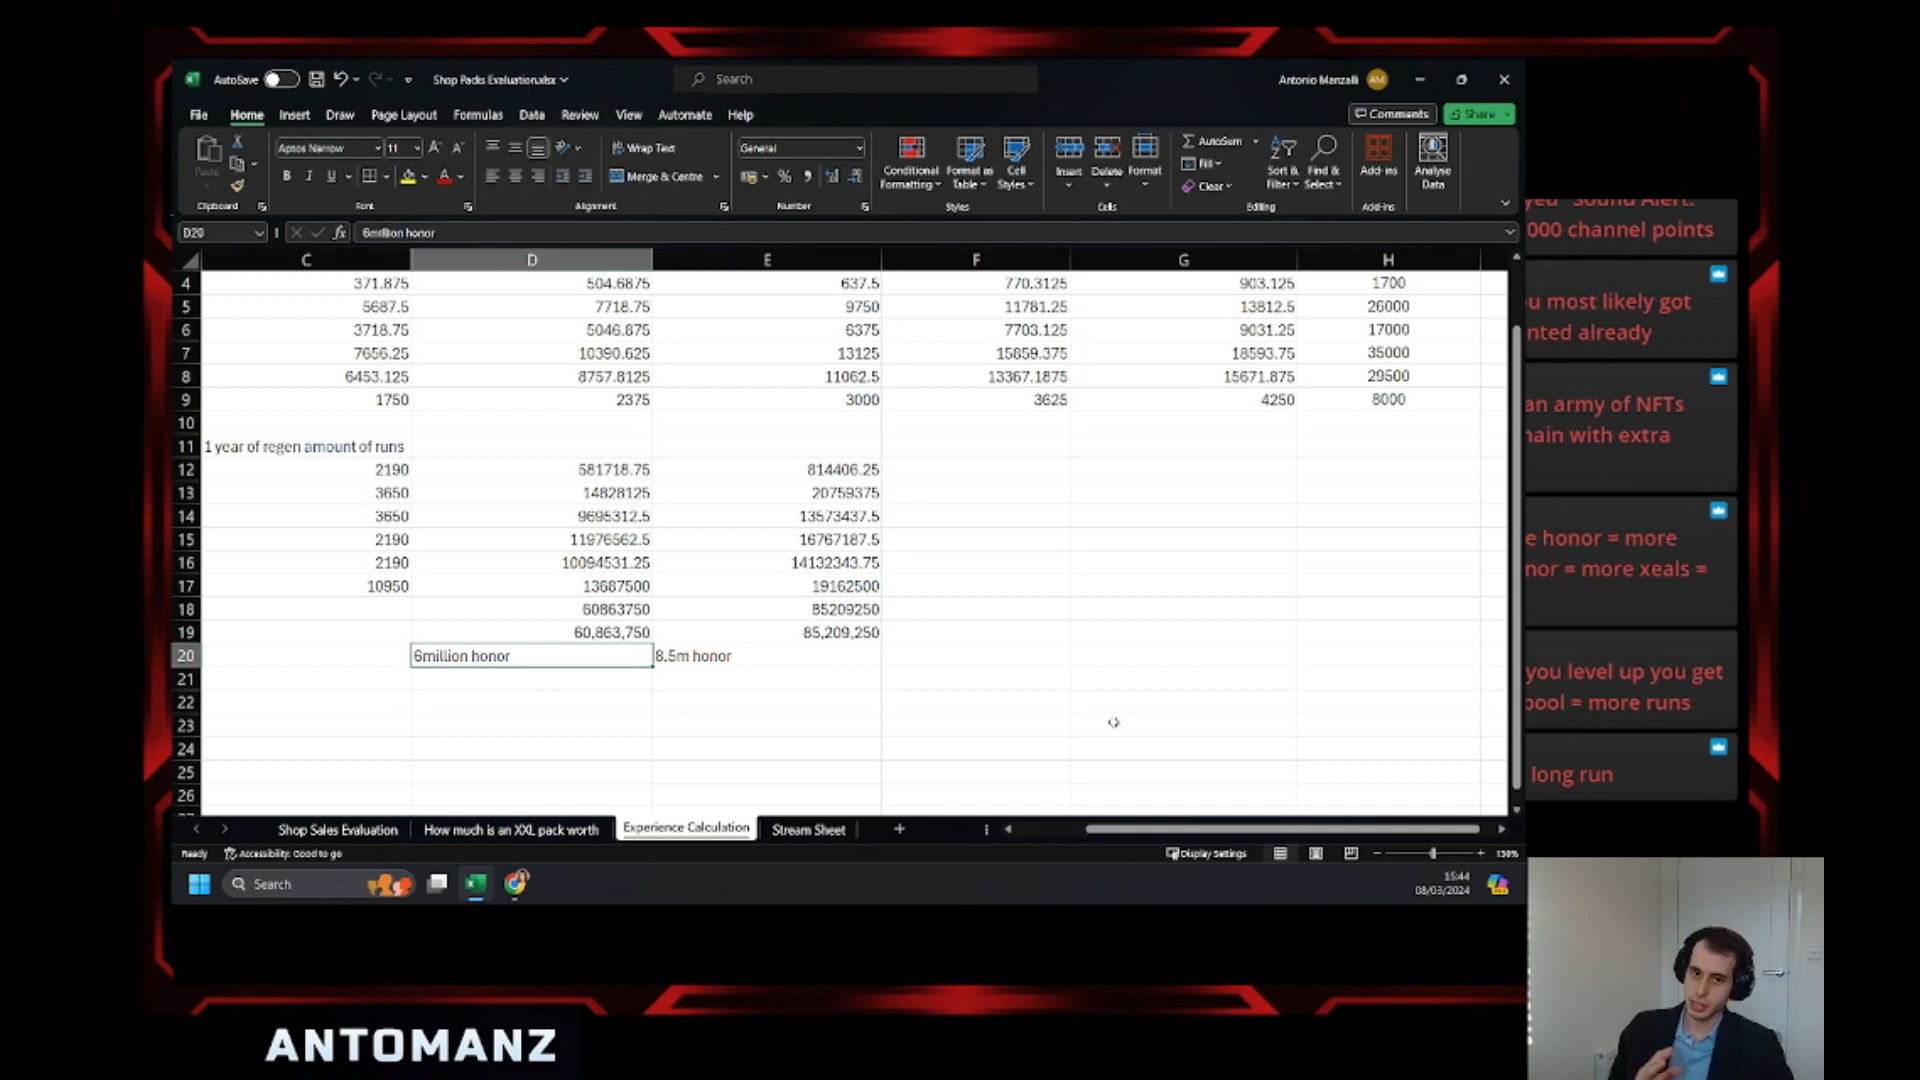 AutoSave
Shop Packs Evaluation.xlsx
Search
Antonio Manzalli
AM
File Home Insert Draw Page Layout Formulas Data Review View Automate Help
Comments
Share
Paste
Clipboard
Aptos Narrow
11
B I U
Font
Wrap Text
Merge & Centre
Alignment
General
Number
Conditional Formatting
Format as Table
Cell Styles
Styles
Insert
Delete
Format
Cells
AutoSum
Fill
Clear
Sort & Filter
Find & Select
Editing
Add-ins
Add-ins
Analyse Data
D20
fx
6million honor
C D E F G H
4 371.875 504.6875 637.5 770.3125 903.125 1700
5 5687.5 7718.75 9750 11781.25 13812.5 26000
6 3718.75 5046.875 6375 7703.125 9031.25 17000
7 7656.25 10390.625 13125 15859.375 18593.75 35000
8 6453.125 8757.8125 11062.5 13367.1875 15671.875 29500
9 1750 2375 3000 3625 4250 8000
10
11 1 year of regen amount of runs
12 2190 581718.75 814406.25
13 3650 14828125 20759375
14 3650 9695312.5 13573437.5
15 2190 11976562.5 16767187.5
16 2190 10094531.25 14132343.75
17 10950 13687500 19162500
18 60863750 85209250
19 60,863,750 85,209,250
20 6million honor 8.5m honor
21
22
23
24
25
26
Shop Sales Evaluation
How much is an XXL pack worth
Experience Calculation
Stream Sheet
Ready
Accessibility: Good to go
Display Settings
130%
Search
15:44
08/03/2024
yed "Sound Alert:
000 channel points
u most likely got
nted already
an army of NFTs
hain with extra
e honor = more
nor = more xeals =
you level up you get
pool = more runs
long run
ANTOMANZ